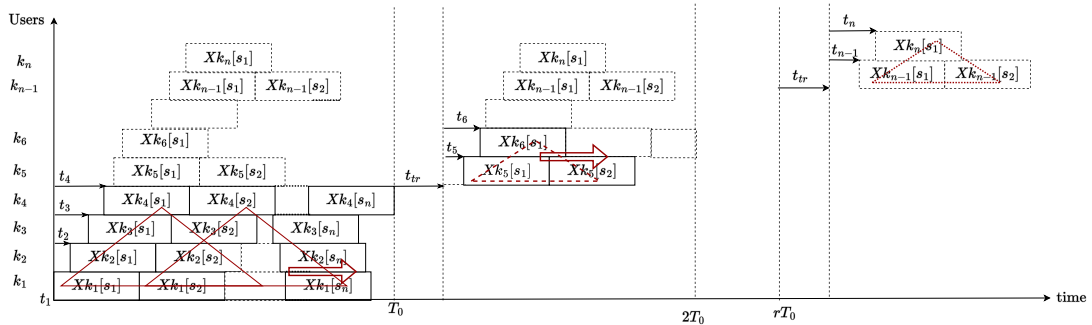 Users
k_n Xk_n[s_1] Xk_n[s_1] t_n Xk_n[s_1]
k_{n-1} Xk_{n-1}[s_1] Xk_{n-1}[s_2] Xk_{n-1}[s_1] Xk_{n-1}[s_2] t_{tr} t_{n-1} Xk_{n-1}[s_1] Xk_{n-1}[s_2]
k_6 Xk_6[s_1] t_6 Xk_6[s_1]
k_5 Xk_5[s_1] Xk_5[s_2] t_5 Xk_5[s_1] Xk_5[s_2]
k_4 t_4 Xk_4[s_1] Xk_4[s_2] Xk_4[s_n] t_{tr}
k_3 t_3 Xk_3[s_1] Xk_3[s_2] Xk_3[s_n]
k_2 t_2 Xk_2[s_1] Xk_2[s_2] Xk_2[s_n]
k_1 Xk_1[s_1] Xk_1[s_2] Xk_1[s_n]
t_1 T_0 2T_0 rT_0 time